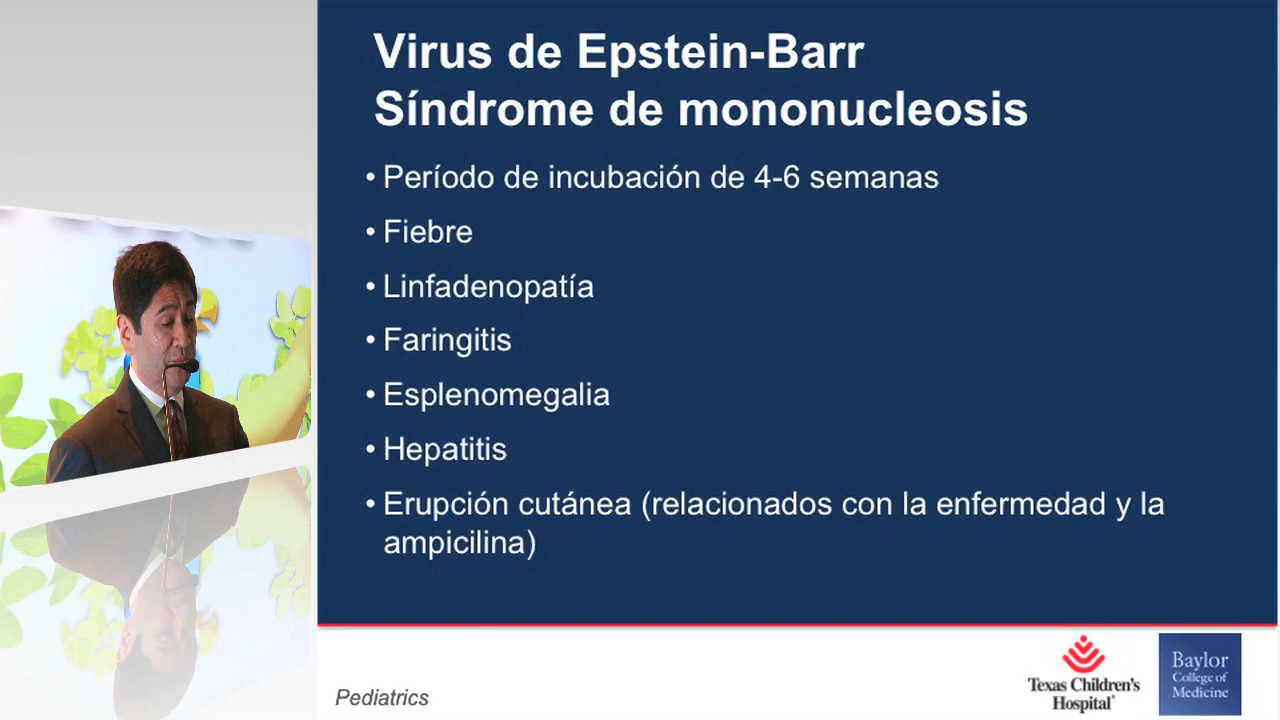 Virus de Epstein-Barr
Síndrome de mononucleosis
• Período de incubación de 4-6 semanas
• Fiebre
• Linfadenopatía
• Faringitis
• Esplenomegalia
• Hepatitis
• Erupción cutánea (relacionados con la enfermedad y la
ampicilina)
Pediatrics
Texas Children's
Hospital
Baylor
College of
Medicine